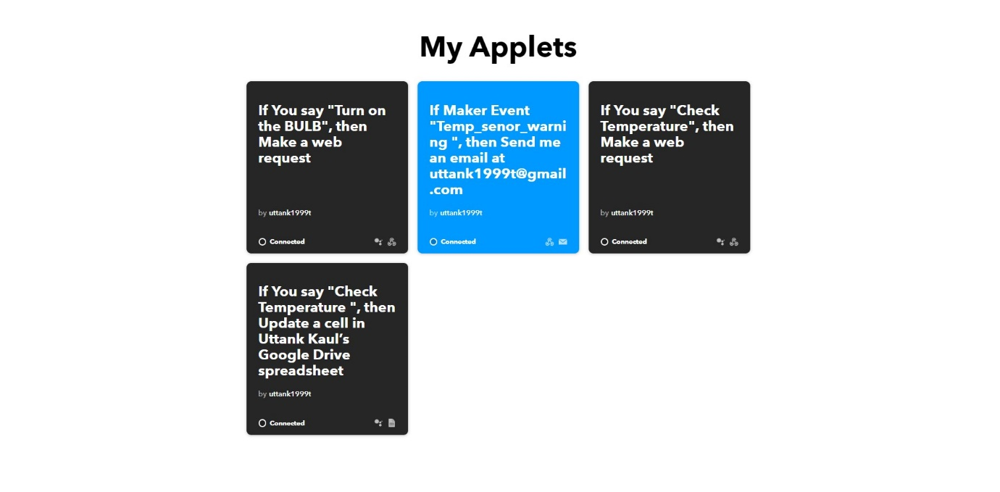 My Applets
If You say "Turn on
the BULB", then
Make a web
request
by uttank1999t
Connected
If Maker Event
"Temp_senor_warni
ng ", then Send me
an email at
uttank1999t@gmail
.com
by uttank1999t
Connected
If You say "Check
Temperature", then
Make a web
request
by uttank1999t
Connected
If You say "Check
Temperature ", then
Update a cell in
Uttank Kaul’s
Google Drive
spreadsheet
by uttank1999t
Connected